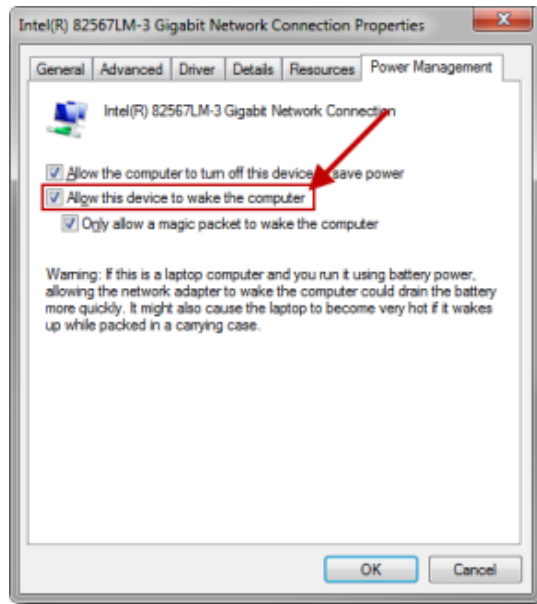 Intel(R) 82567LM-3 Gigabit Network Connection Properties
General Advanced Driver Details Resources Power Management
Intel(R) 82567LM-3 Gigabit Network Connection
Allow the computer to turn off this device save power
Allow this device to wake the computer
Only allow a magic packet to wake the computer
Warning: If this is a laptop computer and you run it using battery power,
allowing the network adapter to wake the computer could drain the battery
more quickly. It might also cause the laptop to become very hot if it wakes
up while packed in a carrying case.
OK Cancel